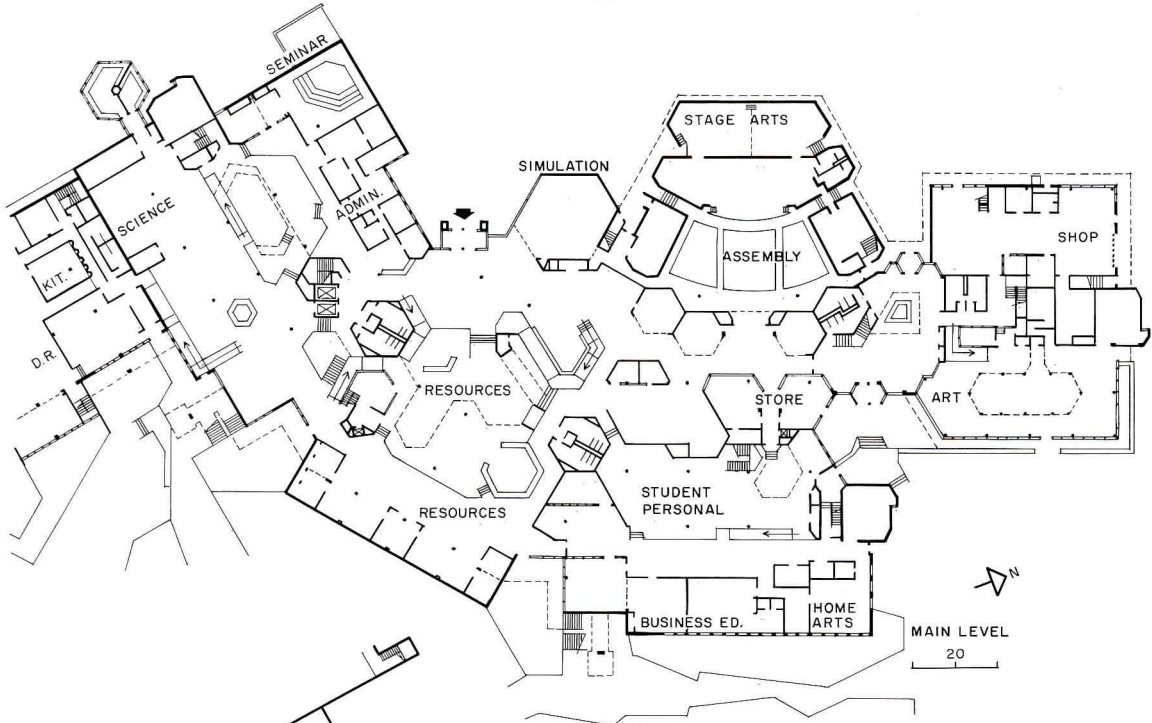 SEMINAR
STAGE ARTS
SIMULATION
SCIENCE
ADMIN.
SHOP
ASSEMBLY
KIT.
D.R.
RESOURCES
STORE
ART
STUDENT
PERSONAL
RESOURCES
N
BUSINESS ED.
HOME
ARTS
MAIN LEVEL
20